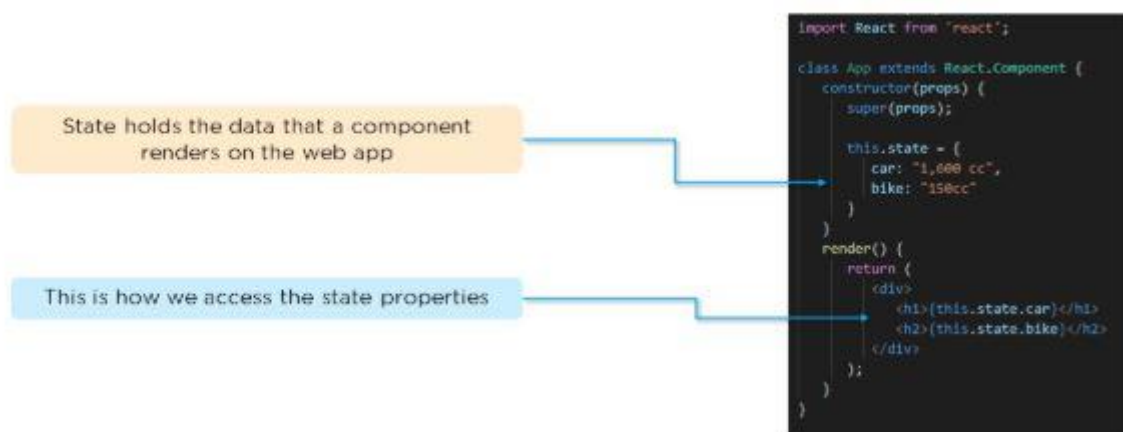 State holds the data that a component
renders on the web app
This is how we access the state properties
import React from 'react';
class App extends React.Component {
constructor(props) {
super(props);
this.state = {
car: "1,600 cc",
bike: "150cc"
}
}
render() {
return (
<div>
<h1>{this.state.car}</h1>
<h2>{this.state.bike}</h2>
</div>
);
}
}